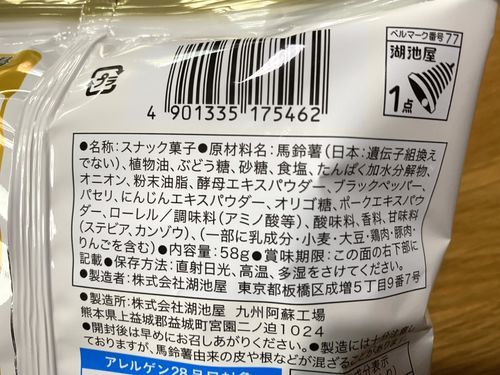 ベルマーク番号 77
湖池屋
1点
プラ
4 901335 175462
●名称:スナック菓子●原材料名:馬鈴薯(日本:遺伝子組換え
でない)、植物油、ぶどう糖、砂糖、食塩、たんぱく加水分解物、
オニオン、粉末油脂、酵母エキスパウダー、ブラックペッパー、
パセリ、にんじんエキスパウダー、オリゴ糖、ポークエキスパウ
ダー、ローレル/調味料(アミノ酸等)、酸味料、香料、甘味料
(ステビア、カンゾウ)、(一部に乳成分・小麦・大豆・鶏肉・豚肉・
りんごを含む)●内容量:58g●賞味期限:この面の右下部に
記載●保存方法:直射日光、高温、多湿をさけてください。
●製造者:株式会社湖池屋 東京都板橋区成増5丁目9番7号
●製造所:株式会社湖池屋 九州阿蘇工場
熊本県上益城郡益城町宮園二ノ迫1024
●開封後は早めにお召しあがりください。●製造には十分注意し
ておりますが、馬鈴薯由来の皮や根などが混ざる
アレルゲン28品目対象